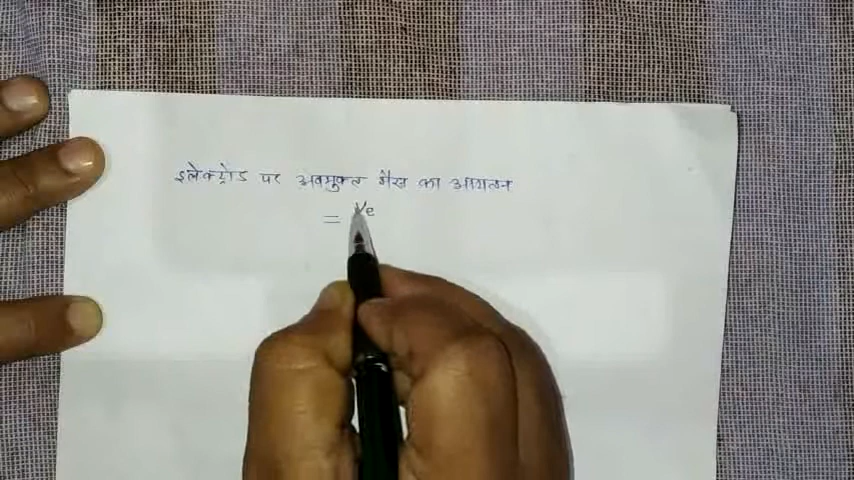 इलेक्ट्रोड पर अवमुक्त गैस का आयतन
= Ve